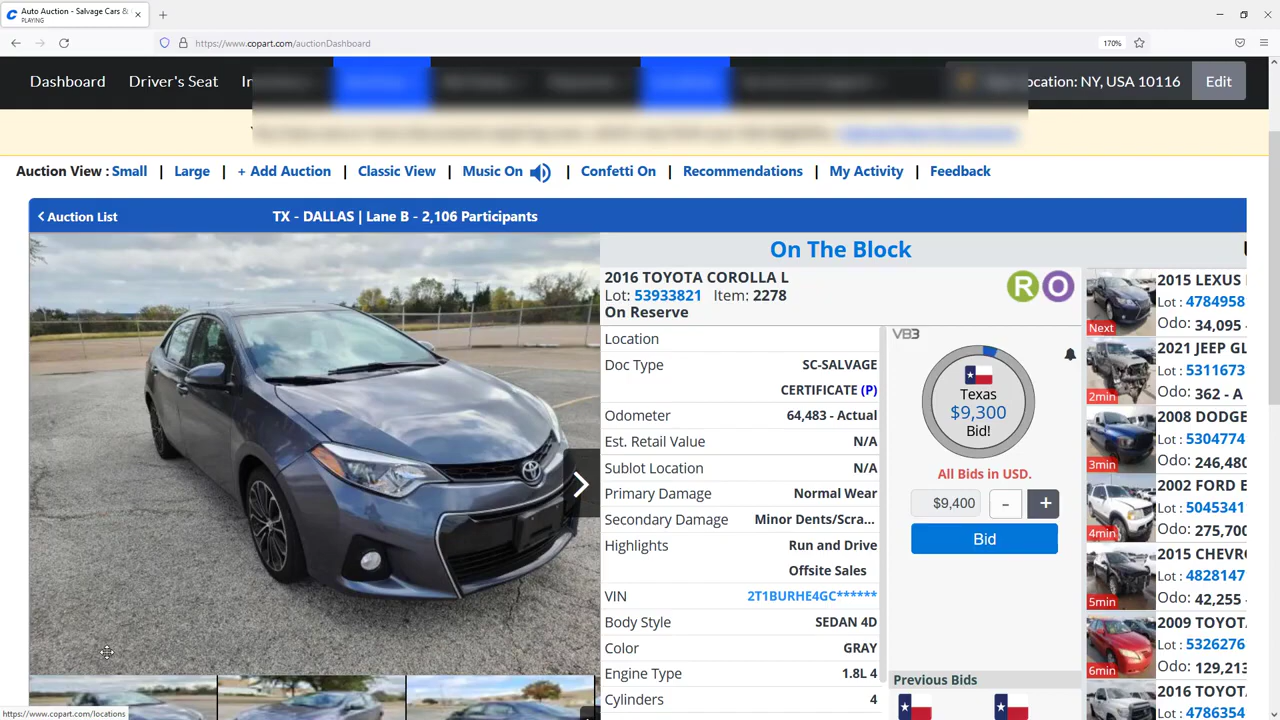 Auto Auction - Salvage Cars &
PLAYING
https://www.copart.com/auctionDashboard
170%
Dashboard
Driver's Seat
Location: NY, USA 10116
Edit
Auction View : Small | Large | + Add Auction | Classic View | Music On | Confetti On | Recommendations | My Activity | Feedback
Auction List
TX - DALLAS | Lane B - 2,106 Participants
On The Block
2016 TOYOTA COROLLA L
Lot: 53933821 Item: 2278
On Reserve
R O
Location
Doc Type SC-SALVAGE
CERTIFICATE (P)
Odometer 64,483 - Actual
Est. Retail Value N/A
Sublot Location N/A
Primary Damage Normal Wear
Secondary Damage Minor Dents/Scra...
Highlights Run and Drive
Offsite Sales
VIN 2T1BURHE4GC******
Body Style SEDAN 4D
Color GRAY
Engine Type 1.8L 4
Cylinders 4
VB3
Texas
$9,300
Bid!
All Bids in USD.
$9,400 - +
Bid
Previous Bids
2015 LEXUS
Lot : 4784958
Next
Odo: 34,095
2021 JEEP GL
Lot : 5311673
2min
Odo: 362 - A
2008 DODGE
Lot : 5304774
3min
Odo: 246,480
2002 FORD E
Lot : 5045341
4min
Odo: 275,700
2015 CHEVR
Lot : 4828147
5min
Odo: 42,255
2009 TOYOT
Lot : 5326276
6min
Odo: 129,213
2016 TOYOT
Lot : 4786354
https://www.copart.com/locations